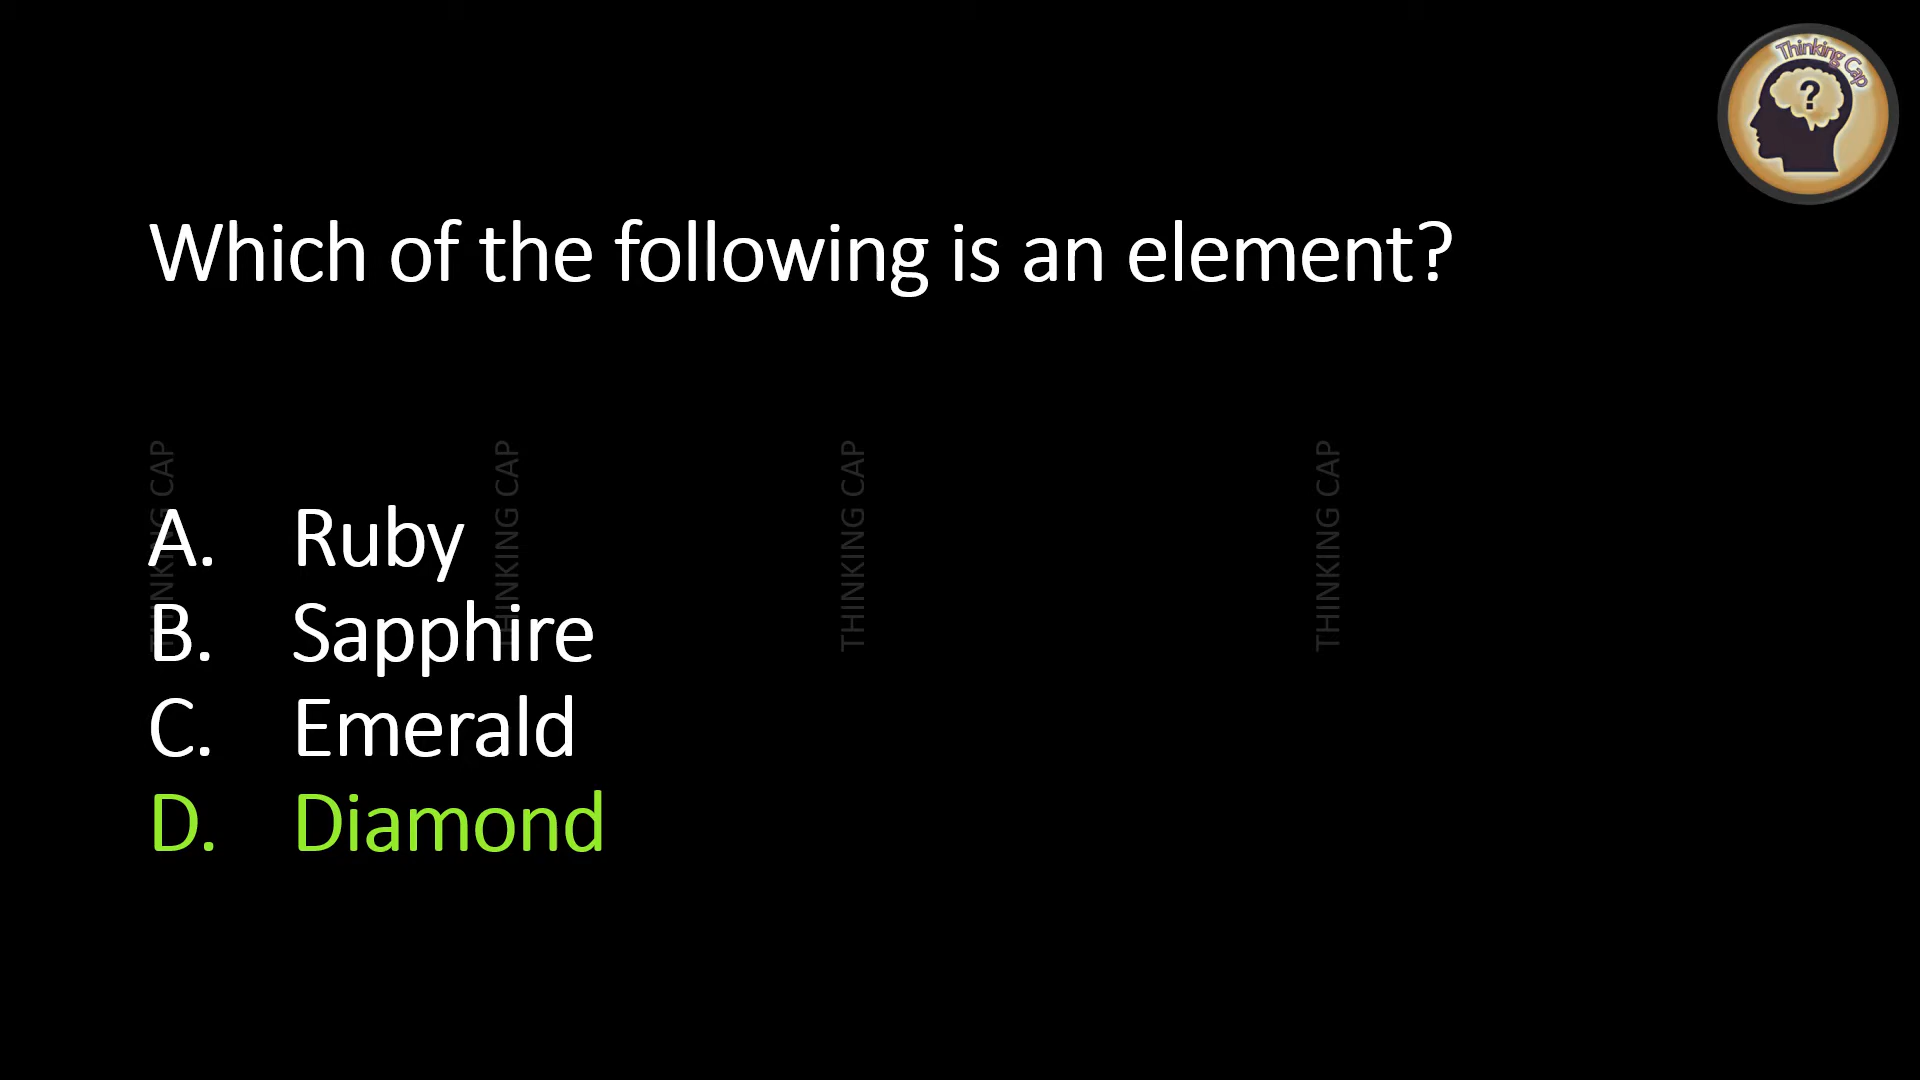 Thinking Cap
?
Which of the following is an element?
THINKING CAP
THINKING CAP
THINKING CAP
THINKING CAP
A. Ruby
B. Sapphire
C. Emerald
D. Diamond